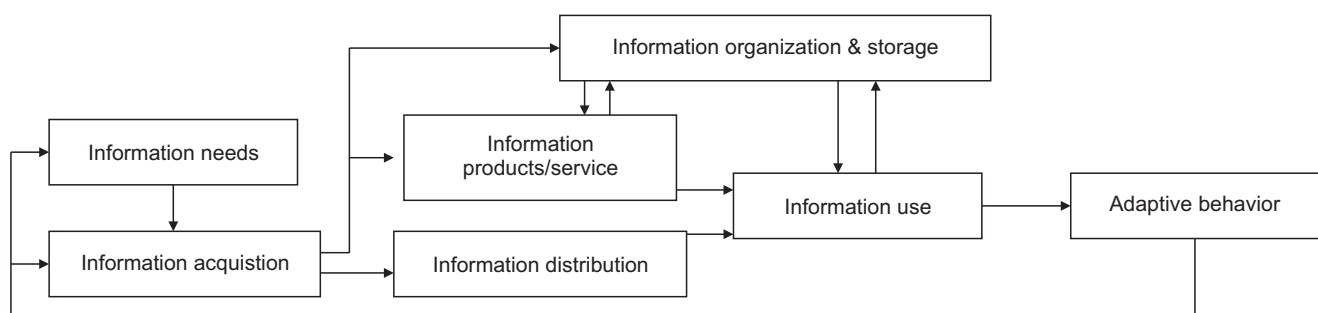 Information organization & storage
Information
products/service
Information needs
Information use
Adaptive behavior
Information acquistion
Information distribution